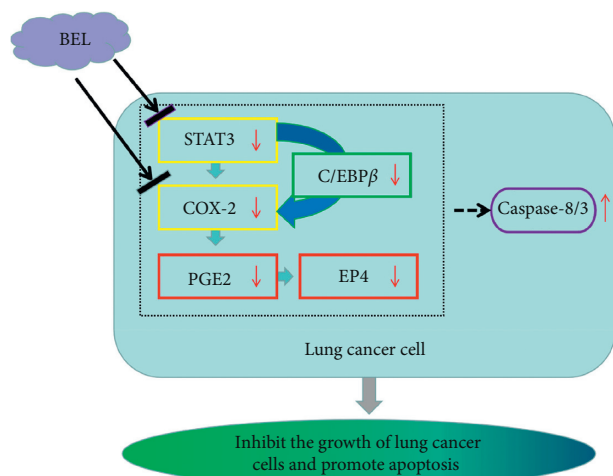 BEL
STAT3 ↓
C/EBPβ ↓
COX-2 ↓
Caspase-8/3 ↑
PGE2 ↓
EP4 ↓
Lung cancer cell
Inhibit the growth of lung cancer
cells and promote apoptosis